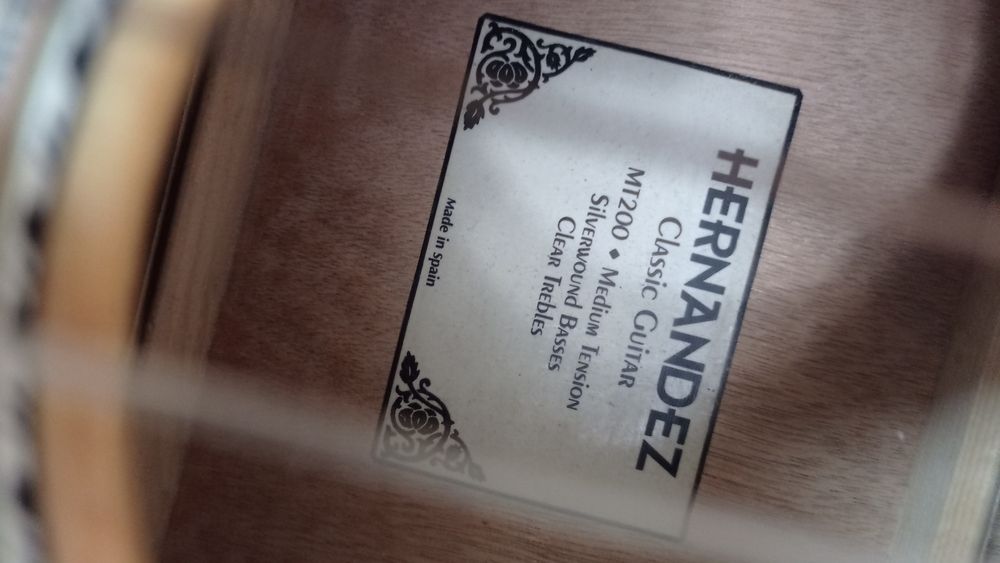 HERNANDEZ
Classic Guitar
MT200 ◆ Medium Tension
Silverwound Basses
Clear Trebles
Made in Spain